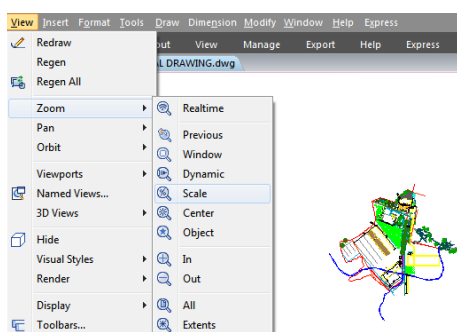 View Insert Format Tools Draw Dimension Modify Window Help Express
Redraw
out View Manage Export Help Express
Regen
AL DRAWING.dwg
Regen All
Zoom
Realtime
Pan
Previous
Orbit
Window
Viewports
Dynamic
Named Views...
Scale
3D Views
Center
Hide
Object
Visual Styles
In
Render
Out
Display
All
Toolbars...
Extents